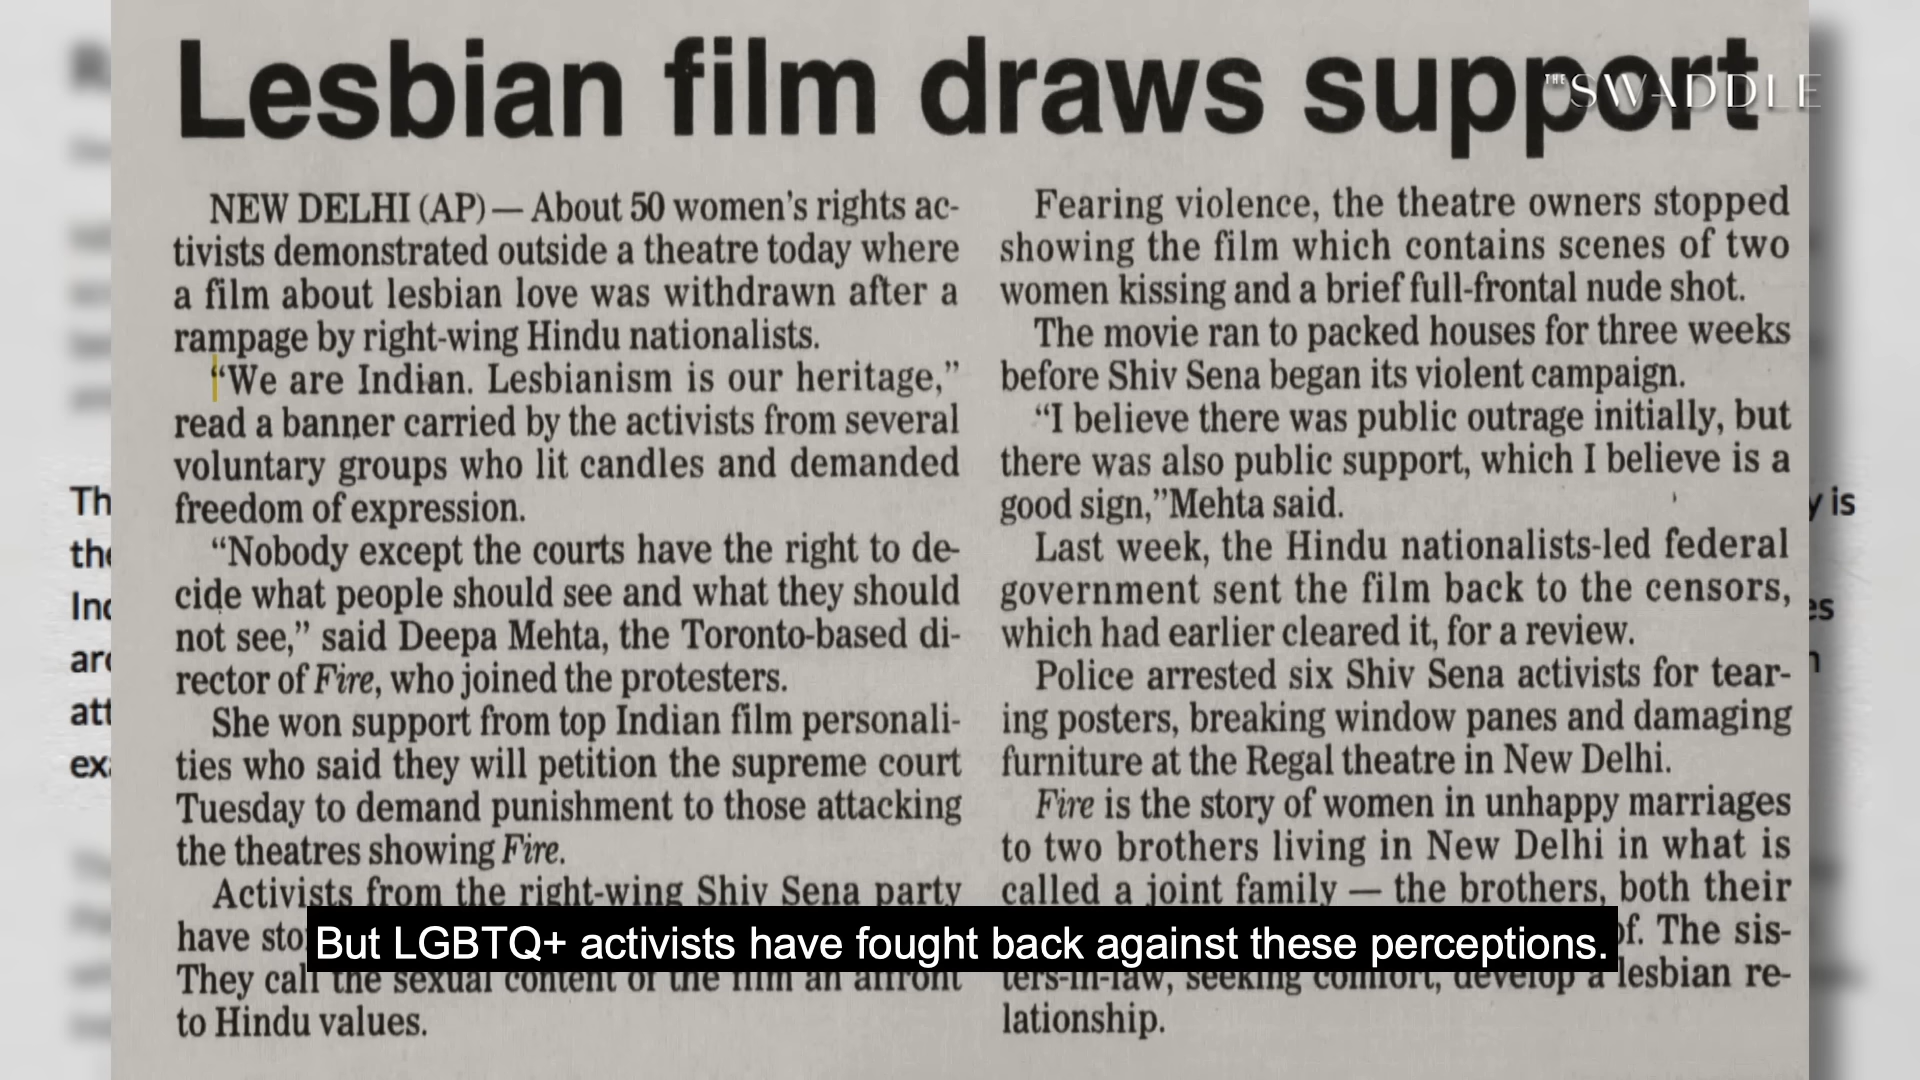 Lesbian film draws support
THE SWADDLE
NEW DELHI (AP) — About 50 women's rights ac-
tivists demonstrated outside a theatre today where
a film about lesbian love was withdrawn after a
rampage by right-wing Hindu nationalists.
"We are Indian. Lesbianism is our heritage,"
read a banner carried by the activists from several
voluntary groups who lit candles and demanded
freedom of expression.
"Nobody except the courts have the right to de-
cide what people should see and what they should
not see," said Deepa Mehta, the Toronto-based di-
rector of Fire, who joined the protesters.
She won support from top Indian film personali-
ties who said they will petition the supreme court
Tuesday to demand punishment to those attacking
the theatres showing Fire.
Activists from the right-wing Shiv Sena party
have
They call the sexual content of the film an affront
to Hindu values.
Fearing violence, the theatre owners stopped
showing the film which contains scenes of two
women kissing and a brief full-frontal nude shot.
The movie ran to packed houses for three weeks
before Shiv Sena began its violent campaign.
"I believe there was public outrage initially, but
there was also public support, which I believe is a
good sign,"Mehta said.
Last week, the Hindu nationalists-led federal
government sent the film back to the censors,
which had earlier cleared it, for a review.
Police arrested six Shiv Sena activists for tear-
ing posters, breaking window panes and damaging
furniture at the Regal theatre in New Delhi.
Fire is the story of women in unhappy marriages
to two brothers living in New Delhi in what is
called a joint family — the brothers, both their
The sis-
ters-in-law, seeking comfort, develop a lesbian re-
lationship.
But LGBTQ+ activists have fought back against these perceptions.